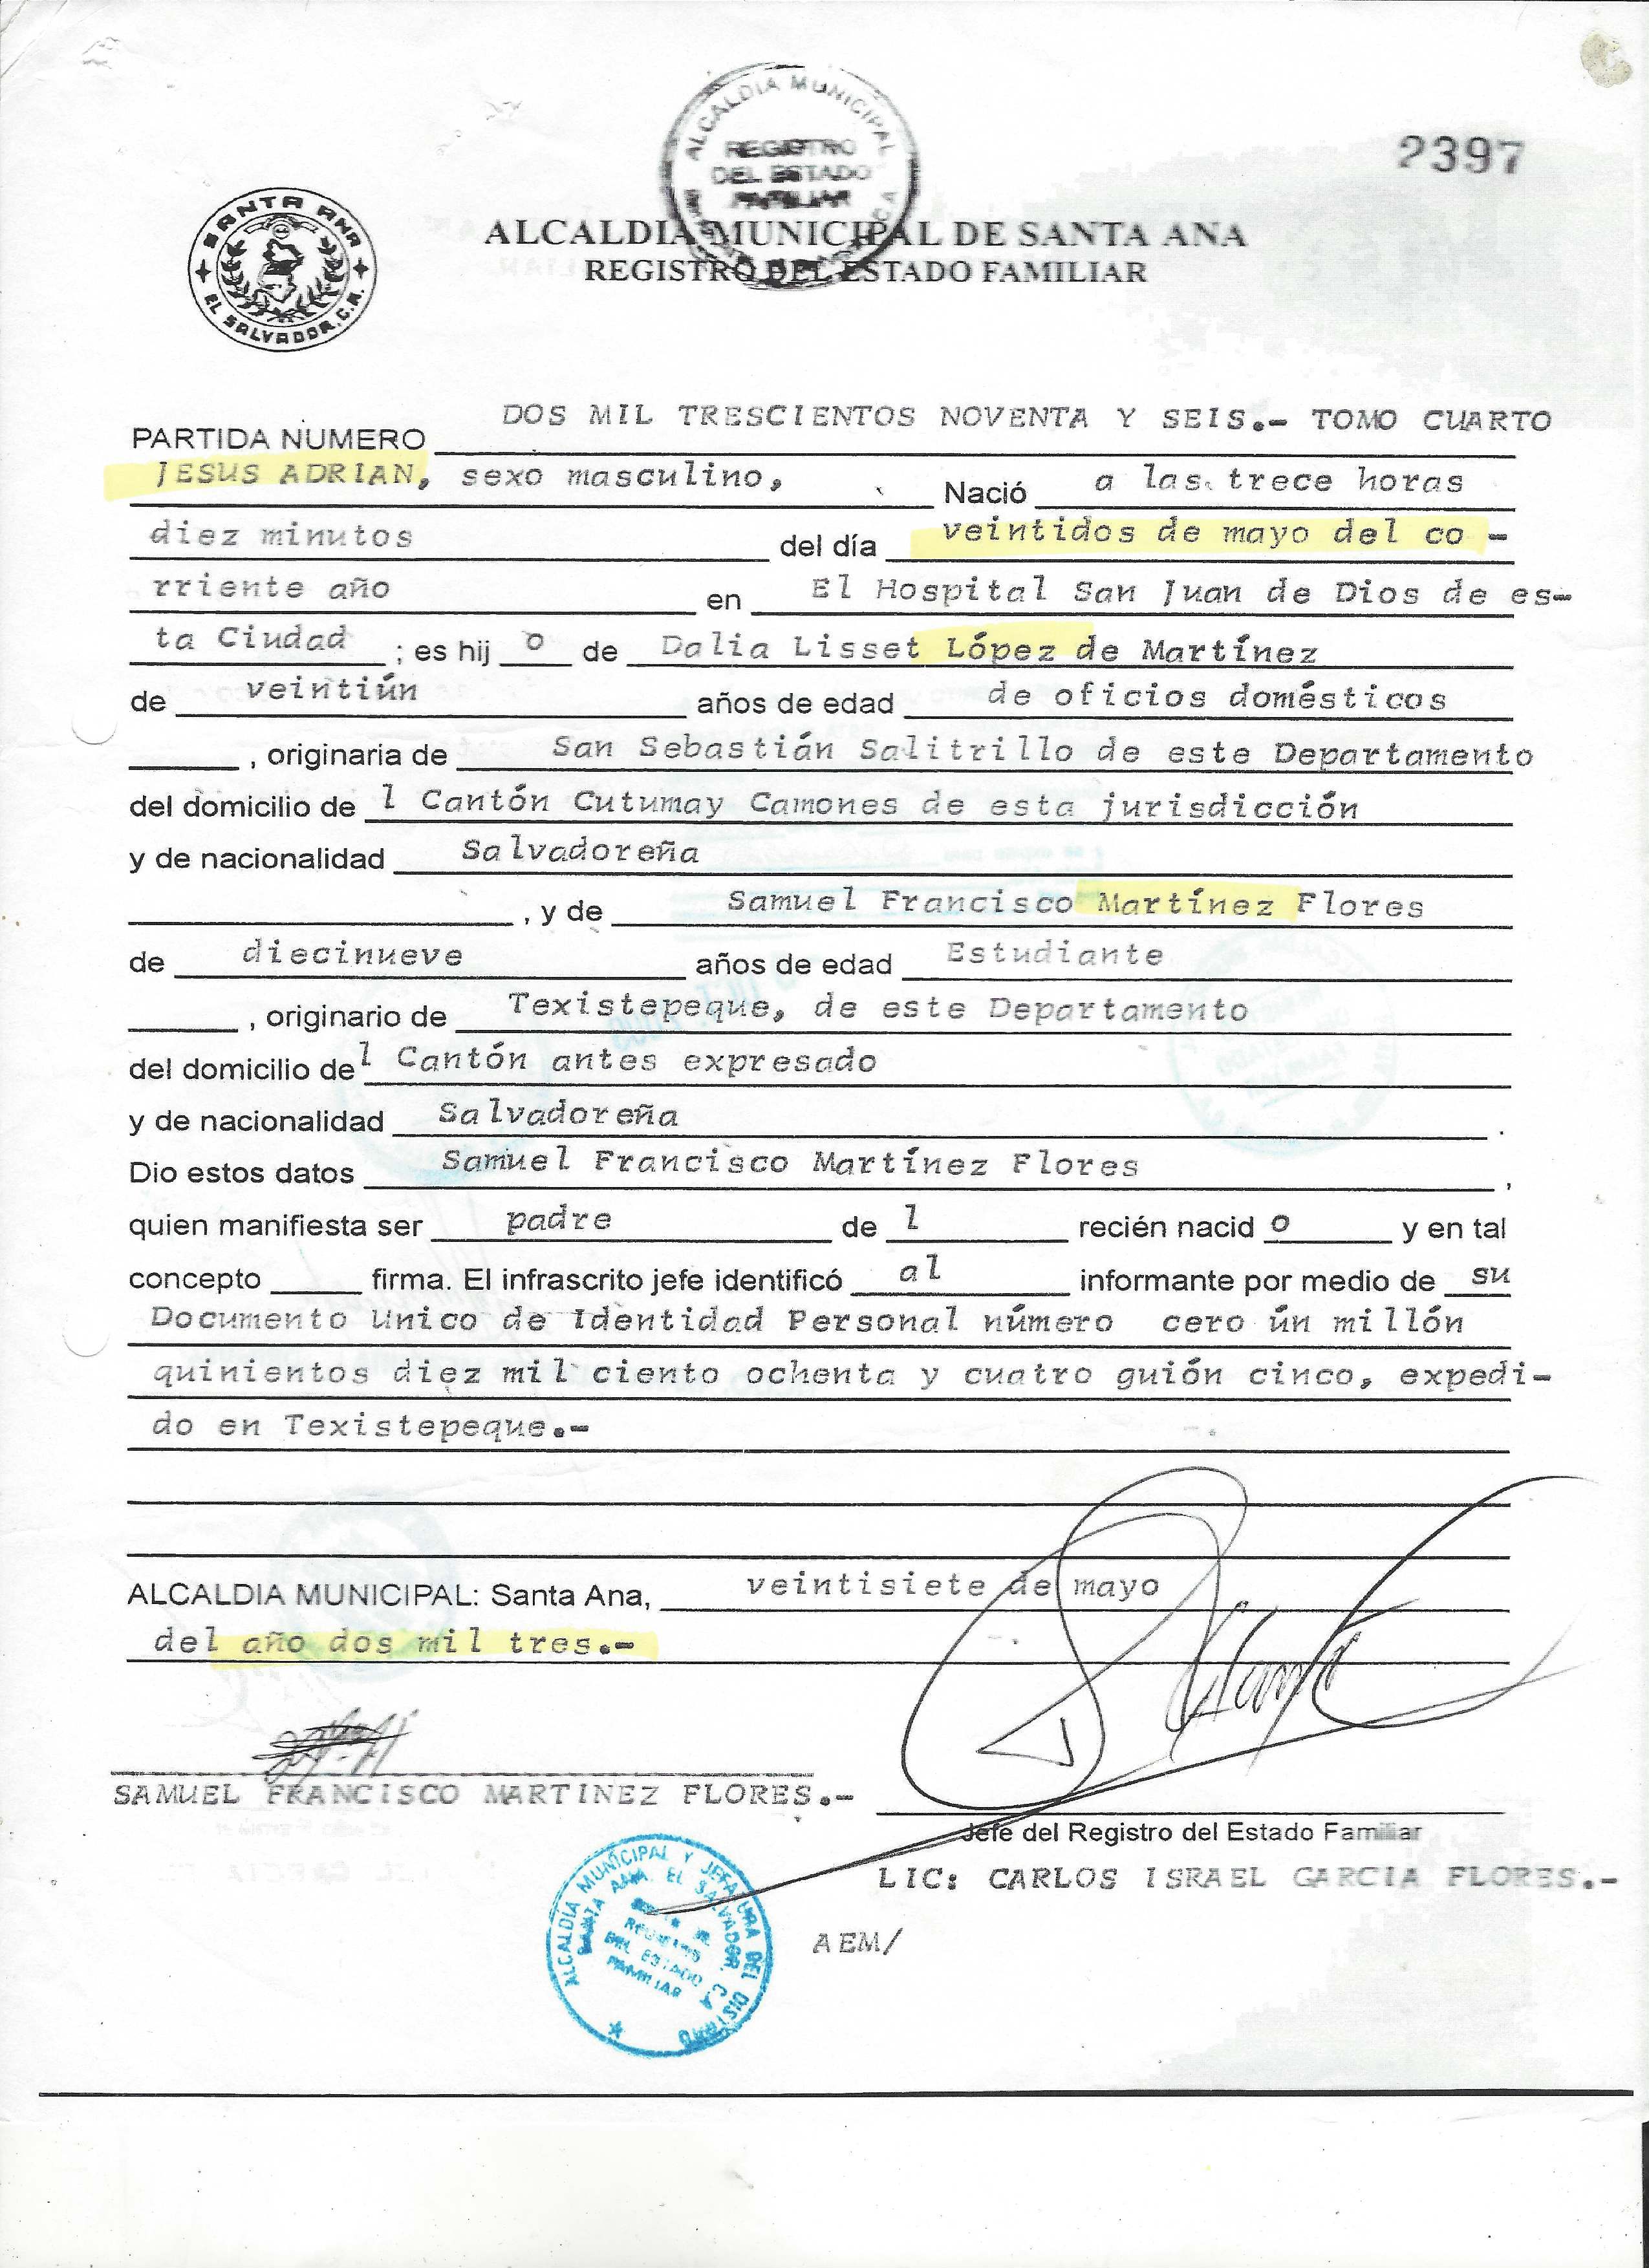 ALCALDIA MUNICIPAL
REGISTRO
DEL ESTADO
FAMILIAR
2397
SANTA ANA
EL SALVADOR, C.A.
ALCALDIA MUNICIPAL DE SANTA ANA
REGISTRO DEL ESTADO FAMILIAR
PARTIDA NUMERO DOS MIL TRESCIENTOS NOVENTA Y SEIS.- TOMO CUARTO
JESUS ADRIAN, sexo masculino, Nació a las trece horas
diez minutos del día veintidos de mayo del co-
rriente año en El Hospital San Juan de Dios de es-
ta Ciudad ; es hij o de Dalia Lisset López de Martínez
de veintiún años de edad de oficios domésticos
, originaria de San Sebastián Salitrillo de este Departamento
del domicilio de l Cantón Cutumay Camones de esta jurisdicción
y de nacionalidad Salvadoreña
, y de Samuel Francisco Martínez Flores
de diecinueve años de edad Estudiante
, originario de Texistepeque, de este Departamento
del domicilio de l Cantón antes expresado
y de nacionalidad Salvadoreña .
Dio estos datos Samuel Francisco Martínez Flores ,
quien manifiesta ser padre de l recién nacid o y en tal
concepto firma. El infrascrito jefe identificó al informante por medio de su
Documento Unico de Identidad Personal número cero ún millón
quinientos diez mil ciento ochenta y cuatro guión cinco, expedi-
do en Texistepeque.-
ALCALDIA MUNICIPAL: Santa Ana, veintisiete de mayo
del año dos mil tres.-
SAMUEL FRANCISCO MARTINEZ FLORES.-
Jefe del Registro del Estado Familiar
LIC: CARLOS ISRAEL GARCIA FLORES.-
AEM/
ALCALDÍA MUNICIPAL Y JEFATURA DEL DISTRITO
SANTA ANA, EL SALVADOR, C.A.
REGISTRO
DEL ESTADO
FAMILIAR